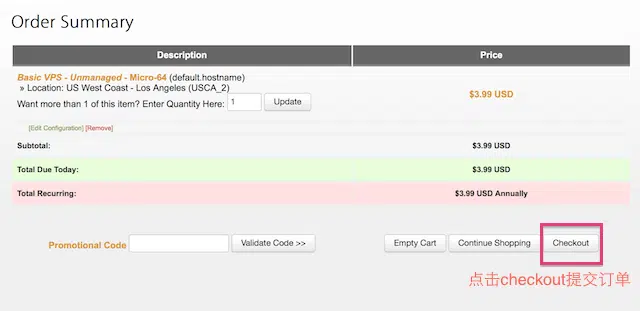 Order Summary
Description Price
Basic VPS - Unmanaged - Micro-64 (default.hostname)
» Location: US West Coast - Los Angeles (USCA_2)
$3.99 USD
Want more than 1 of this item? Enter Quantity Here: 1 Update
[Edit Configuration] [Remove]
Subtotal: $3.99 USD
Total Due Today: $3.99 USD
Total Recurring: $3.99 USD Annually
Promotional Code Validate Code >> Empty Cart Continue Shopping Checkout
点击checkout提交订单